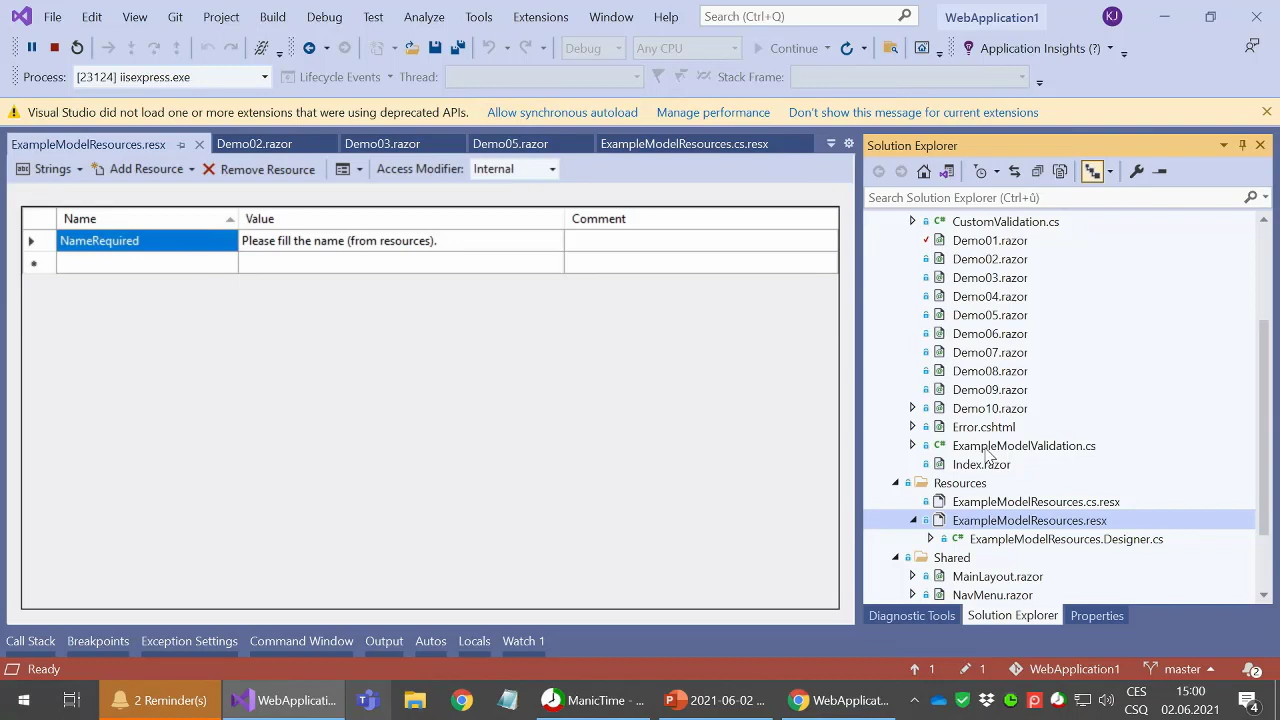 File Edit View Git Project Build Debug Test Analyze Tools Extensions Window Help Search (Ctrl+Q) WebApplication1 KJ
Debug Any CPU Continue Application Insights (?)
Process: [23124] iisexpress.exe Lifecycle Events Thread: Stack Frame:
Visual Studio did not load one or more extensions that were using deprecated APIs. Allow synchronous autoload Manage performance Don't show this message for current extensions
ExampleModelResources.resx Demo02.razor Demo03.razor Demo05.razor ExampleModelResources.cs.resx
Strings Add Resource Remove Resource Access Modifier: Internal
Name Value Comment
NameRequired Please fill the name (from resources).
Solution Explorer
Search Solution Explorer (Ctrl+ů)
CustomValidation.cs
Demo01.razor
Demo02.razor
Demo03.razor
Demo04.razor
Demo05.razor
Demo06.razor
Demo07.razor
Demo08.razor
Demo09.razor
Demo10.razor
Error.cshtml
ExampleModelValidation.cs
Index.razor
Resources
ExampleModelResources.cs.resx
ExampleModelResources.resx
ExampleModelResources.Designer.cs
Shared
MainLayout.razor
NavMenu.razor
Diagnostic Tools Solution Explorer Properties
Call Stack Breakpoints Exception Settings Command Window Output Autos Locals Watch 1
Ready 1 1 WebApplication1 master 2
2 Reminder(s) WebApplicati... ManicTime - ... 2021-06-02 ... WebApplicat... CES 15:00
CSQ 02.06.2021 4